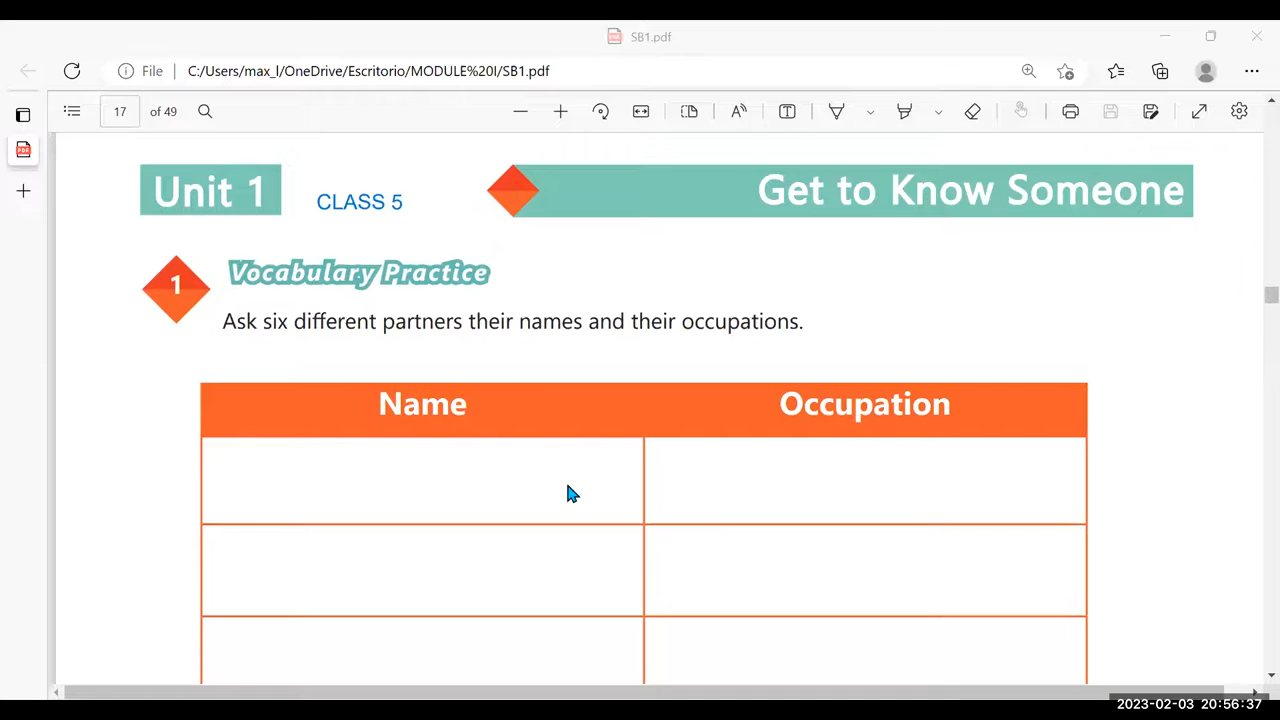 SB1.pdf
File C:/Users/max_l/OneDrive/Escritorio/MODULE%20I/SB1.pdf
17 of 49
Unit 1 CLASS 5 Get to Know Someone
1 Vocabulary Practice
Ask six different partners their names and their occupations.
Name Occupation
2023-02-03 20:56:37